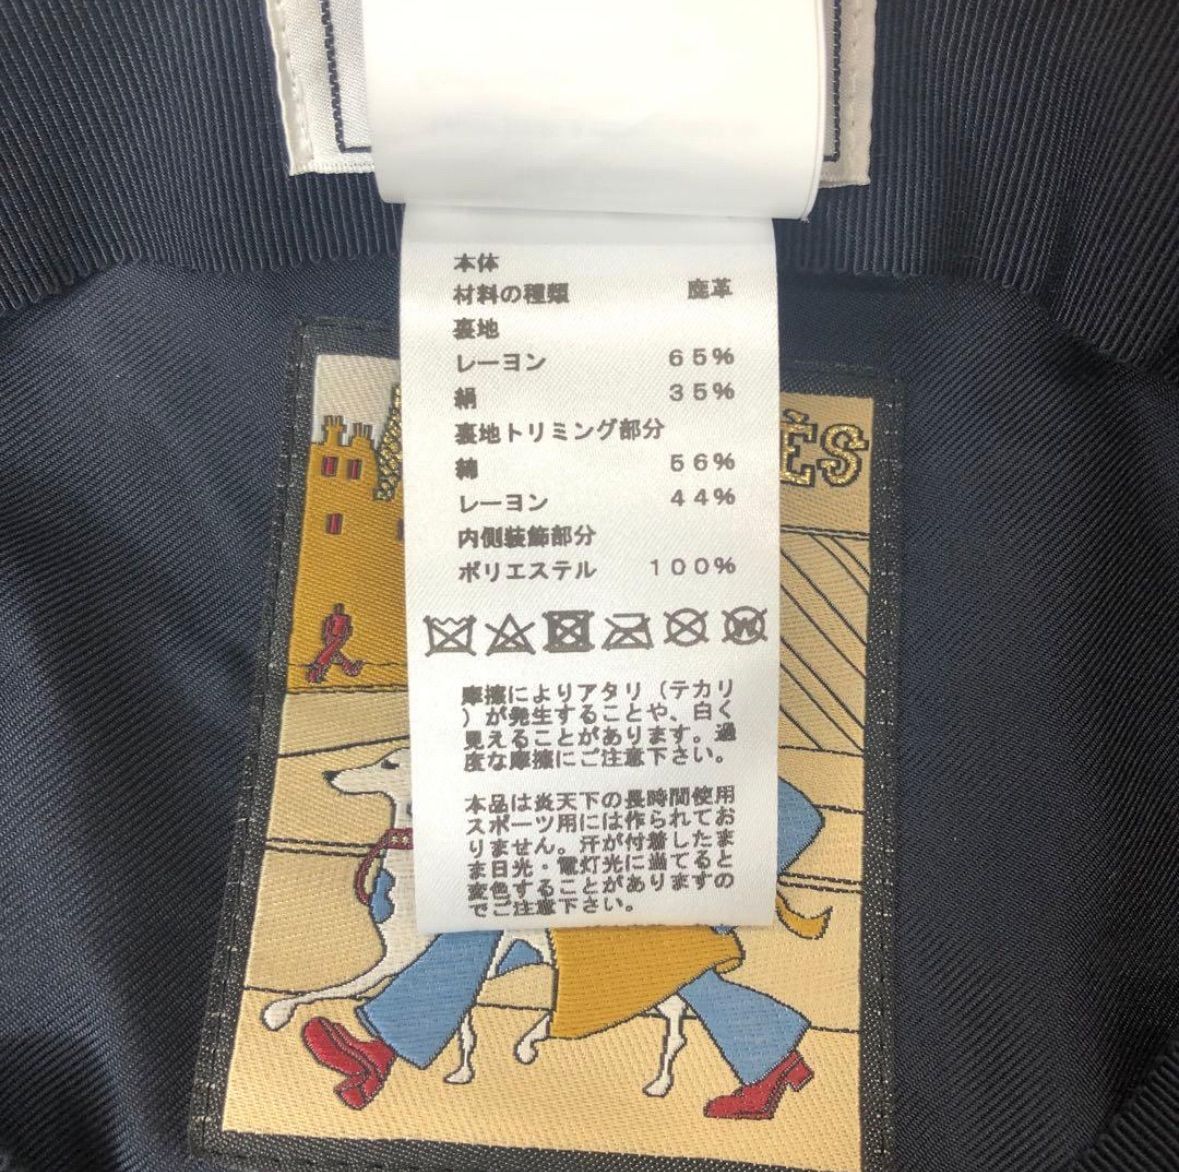 本体
材料の種類 鹿革
裏地
レーヨン 65%
絹 35%
裏地トリミング部分
綿 56%
レーヨン 44%
内側装飾部分
ポリエステル 100%
摩擦によりアタリ（テカリ
）が発生することや、白く
見えることがあります。過
度な摩擦にご注意下さい。
本品は炎天下の長時間使用
スポーツ用には作られてお
りません。汗が付着したま
ま日光・電灯光に当てると
変色することがありますの
でご注意下さい。
ÈS